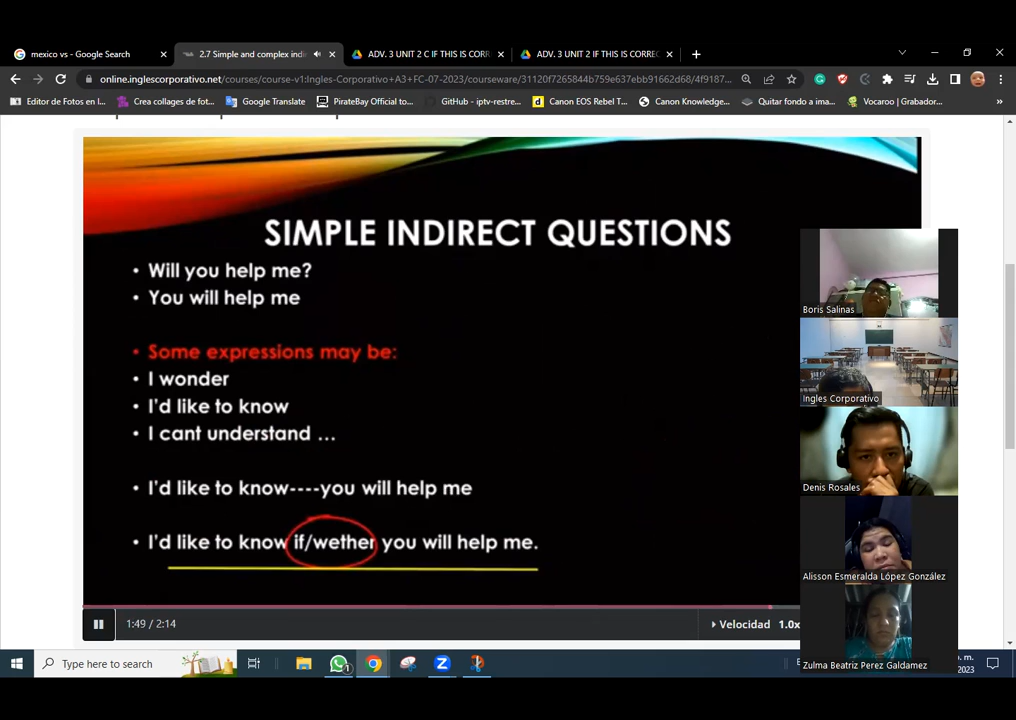 mexico vs - Google Search
2.7 Simple and complex indi
ADV. 3 UNIT 2 C IF THIS IS CORR
ADV. 3 UNIT 2 IF THIS IS CORREC
online.inglescorporativo.net/courses/course-v1:Ingles-Corporativo+A3+FC-07-2023/courseware/31120f7265844b759e637ebb91662d68/4f9187...
Editor de Fotos en l...
Crea collages de fot...
Google Translate
PirateBay Official to...
GitHub - iptv-restre...
Canon EOS Rebel T...
Canon Knowledge...
Quitar fondo a ima...
Vocaroo | Grabador...
SIMPLE INDIRECT QUESTIONS
• Will you help me?
• You will help me
• Some expressions may be:
• I wonder
• I'd like to know
• I cant understand ...
• I'd like to know----you will help me
• I'd like to know if/wether you will help me.
1:49 / 2:14
Velocidad 1.0x
Boris Salinas
Ingles Corporativo
Denis Rosales
Alisson Esmeralda López González
Zulma Beatriz Perez Galdamez
Type here to search
p. m.
2023